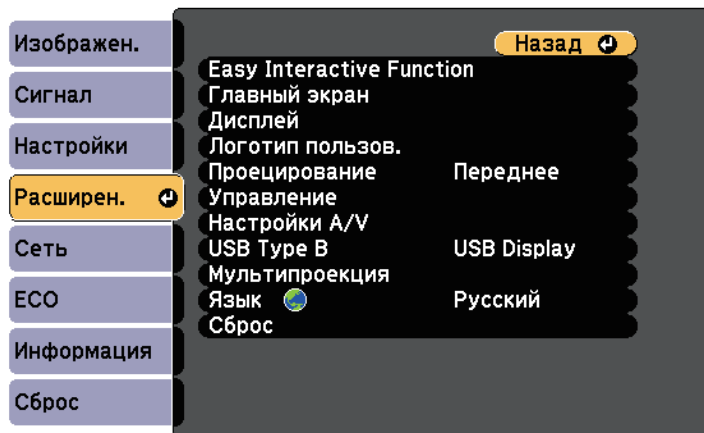 Изображен.
Сигнал
Настройки
Расширен.
Сеть
ECO
Информация
Сброс
Назад
Easy Interactive Function
Главный экран
Дисплей
Логотип пользов.
Проецирование Переднее
Управление
Настройки A/V
USB Type B USB Display
Мультипроекция
Язык Русский
Сброс